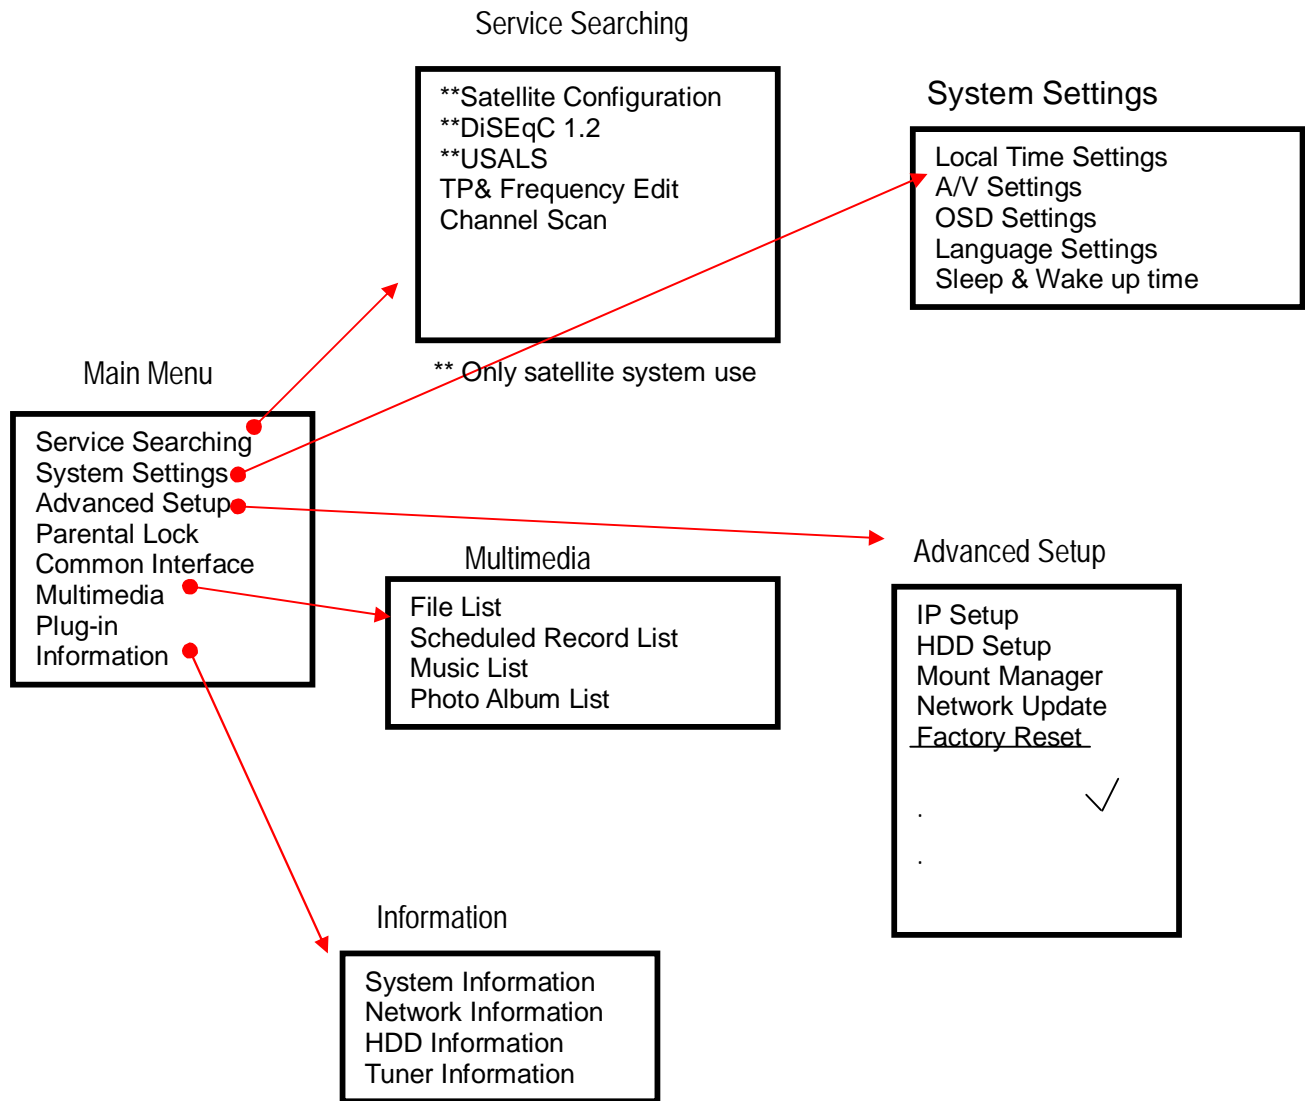 Service Searching
**Satellite Configuration
**DiSEqC 1.2
**USALS
TP& Frequency Edit
Channel Scan
** Only satellite system use
System Settings
Local Time Settings
A/V Settings
OSD Settings
Language Settings
Sleep & Wake up time
Main Menu
Service Searching
System Settings
Advanced Setup
Parental Lock
Common Interface
Multimedia
Plug-in
Information
Multimedia
File List
Scheduled Record List
Music List
Photo Album List
Advanced Setup
IP Setup
HDD Setup
Mount Manager
Network Update
Factory Reset
.
.
Information
System Information
Network Information
HDD Information
Tuner Information